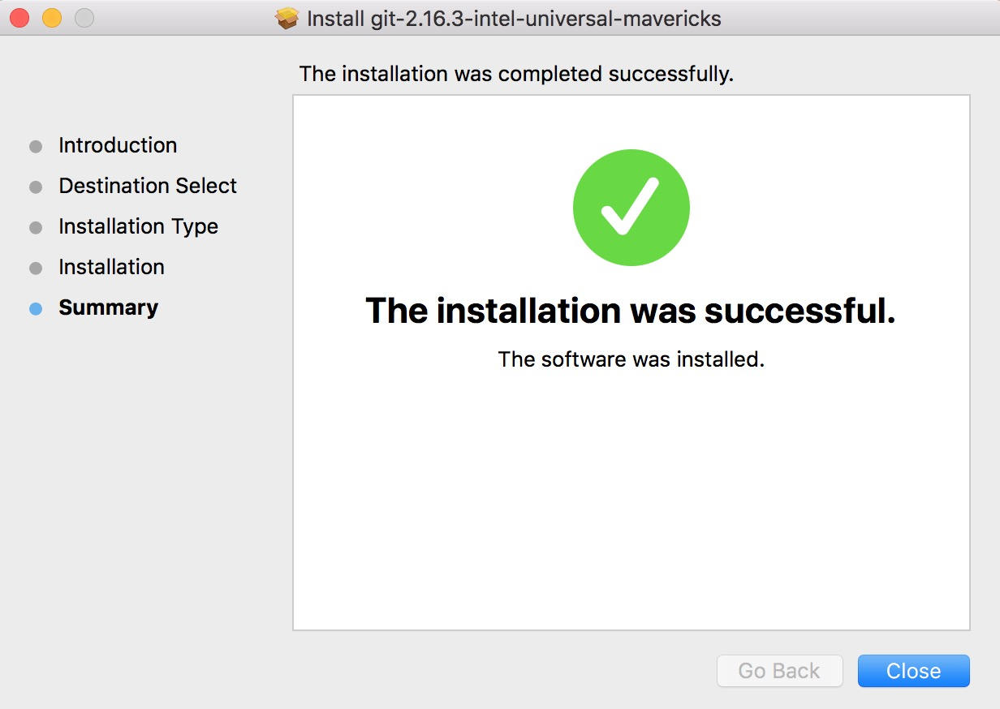 Install git-2.16.3-intel-universal-mavericks
The installation was completed successfully.
Introduction
Destination Select
Installation Type
Installation
Summary
The installation was successful.
The software was installed.
Go Back
Close